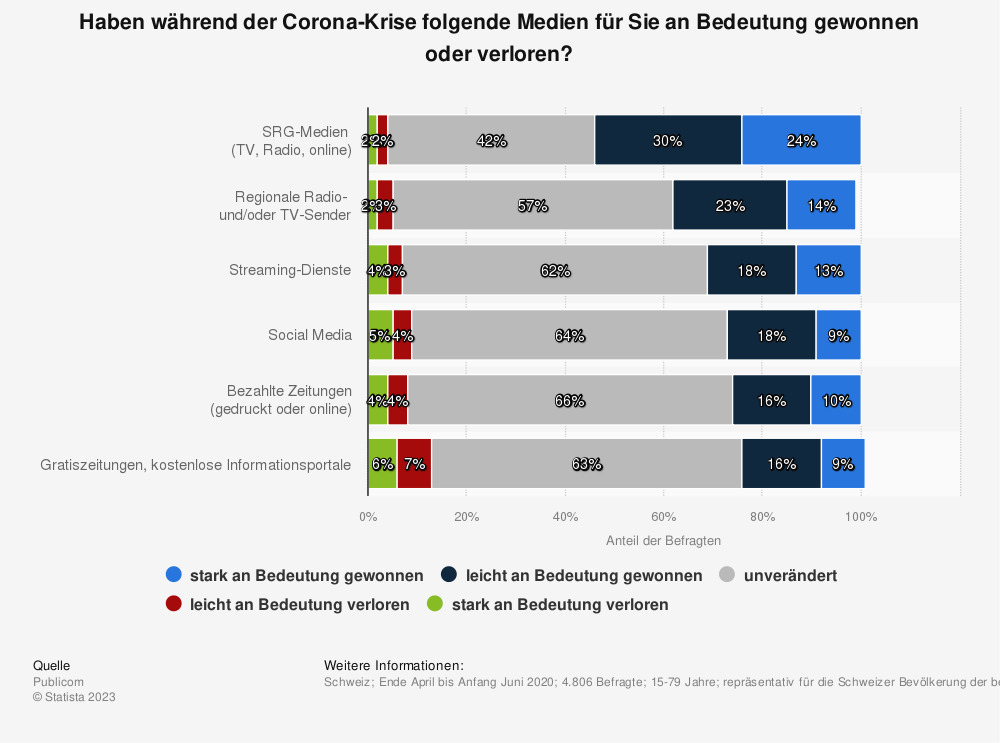 Haben während der Corona-Krise folgende Medien für Sie an Bedeutung gewonnen
oder verloren?
SRG-Medien
(TV, Radio, online)
2% 2% 42% 30% 24%
Regionale Radio-
und/oder TV-Sender
2% 3% 57% 23% 14%
Streaming-Dienste
4% 3% 62% 18% 13%
Social Media
5% 4% 64% 18% 9%
Bezahlte Zeitungen
(gedruckt oder online)
4% 4% 66% 16% 10%
Gratiszeitungen, kostenlose Informationsportale
6% 7% 63% 16% 9%
0% 20% 40% 60% 80% 100%
Anteil der Befragten
stark an Bedeutung gewonnen leicht an Bedeutung gewonnen unverändert
leicht an Bedeutung verloren stark an Bedeutung verloren
Quelle
Publicom
© Statista 2023
Weitere Informationen:
Schweiz; Ende April bis Anfang Juni 2020; 4.806 Befragte; 15-79 Jahre; repräsentativ für die Schweizer Bevölkerung der